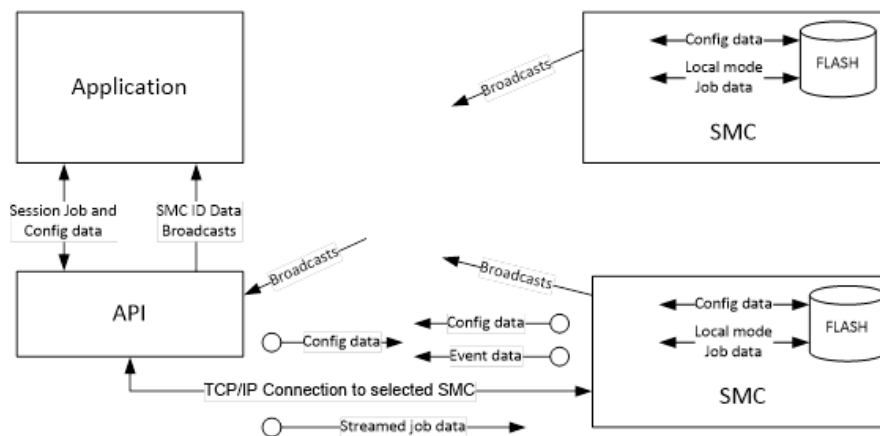 Application
Session Job and
Config data
SMC ID Data
Broadcasts
API
Broadcasts
Config data
Local mode
Job data
FLASH
SMC
Broadcasts
Broadcasts
Config data
Local mode
Job data
FLASH
SMC
Config data
Config data
Event data
TCP/IP Connection to selected SMC
Streamed job data